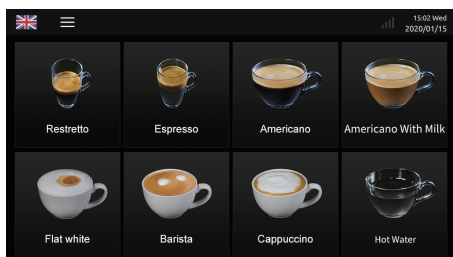 15:02 Wed
2020/01/15
Restretto
Espresso
Americano
Americano With Milk
Flat white
Barista
Cappuccino
Hot Water